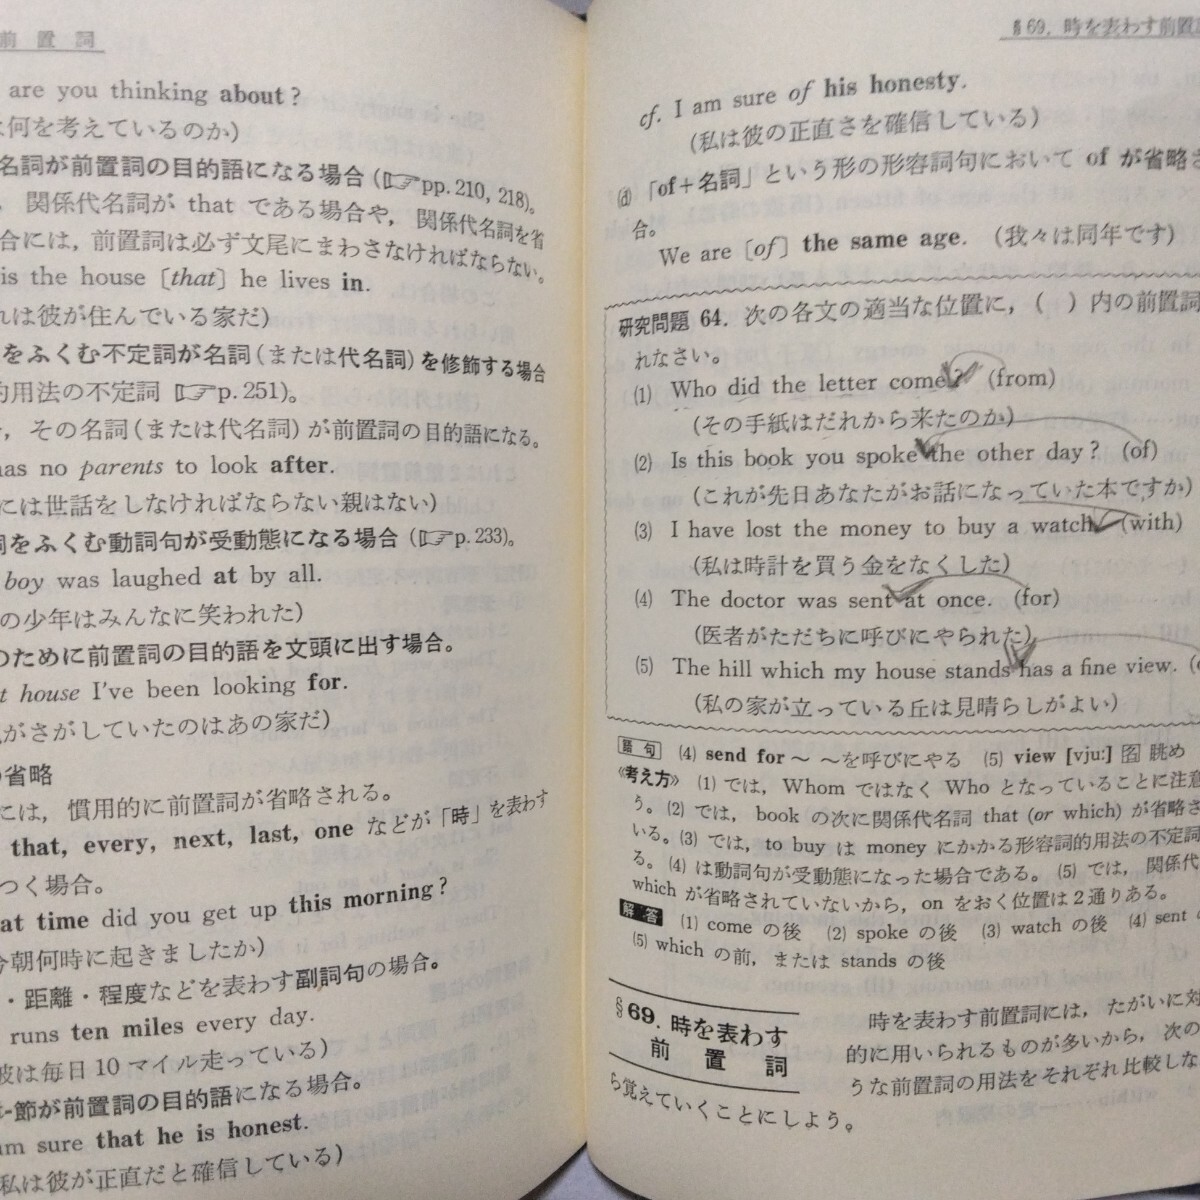 前置詞
are you thinking about?
何を考えているのか)
名詞が前置詞の目的語になる場合(☞pp.210, 218)。
，関係代名詞が that である場合や，関係代名詞を省
合には，前置詞は必ず文尾にまわさなければならない。
is the house [that] he lives in.
れは彼が住んでいる家だ)
をふくむ不定詞が名詞(または代名詞)を修飾する場合
的用法の不定詞 ☞p.251)。
，その名詞(または代名詞)が前置詞の目的語になる。
has no parents to look after.
には世話をしなければならない親はない)
詞をふくむ動詞句が受動態になる場合(☞p.233)。
boy was laughed at by all.
の少年はみんなに笑われた)
のために前置詞の目的語を文頭に出す場合。
house I've been looking for.
がさがしていたのはあの家だ)
の省略
には，慣用的に前置詞が省略される。
that, every, next, last, one などが「時」を表わす
つく場合。
at time did you get up this morning?
今朝何時に起きましたか)
・距離・程度などを表わす副詞句の場合。
runs ten miles every day.
彼は毎日10マイル走っている)
節が前置詞の目的語になる場合。
am sure that he is honest.
私は彼が正直だと確信している)
§69. 時を表わす前置
cf. I am sure of his honesty.
(私は彼の正直さを確信している)
(d) 「of＋名詞」という形の形容詞句において of が省略さ
合。
We are [of] the same age. (我々は同年です)
研究問題 64. 次の各文の適当な位置に，( )内の前置詞
れなさい。
(1) Who did the letter come? (from)
(その手紙はだれから来たのか)
(2) Is this book you spoke the other day? (of)
(これが先日あなたがお話になっていた本ですか)
(3) I have lost the money to buy a watch. (with)
(私は時計を買う金をなくした)
(4) The doctor was sent at once. (for)
(医者がただちに呼びにやられた)
(5) The hill which my house stands has a fine view.
(私の家が立っている丘は見晴らしがよい)
語句 (4) send for～ ～を呼びにやる (5) view [vjuː] 名 眺め
《考え方》 (1)では，Whom ではなく Who となっていることに注意
う。(2)では，book の次に関係代名詞 that (or which) が省略さ
いる。(3)では，to buy は money にかかる形容詞的用法の不定詞
る。(4)は動詞句が受動態になった場合である。(5)では，関係代
which が省略されていないから，on をおく位置は2通りある。
解答 (1) come の後 (2) spoke の後 (3) watch の後 (4) sent
(5) which の前，または stands の後
§69. 時を表わす
前置詞
時を表わす前置詞には，たがいに対
的に用いられるものが多いから，次の
うな前置詞の用法をそれぞれ比較しな
ら覚えていくことにしよう。